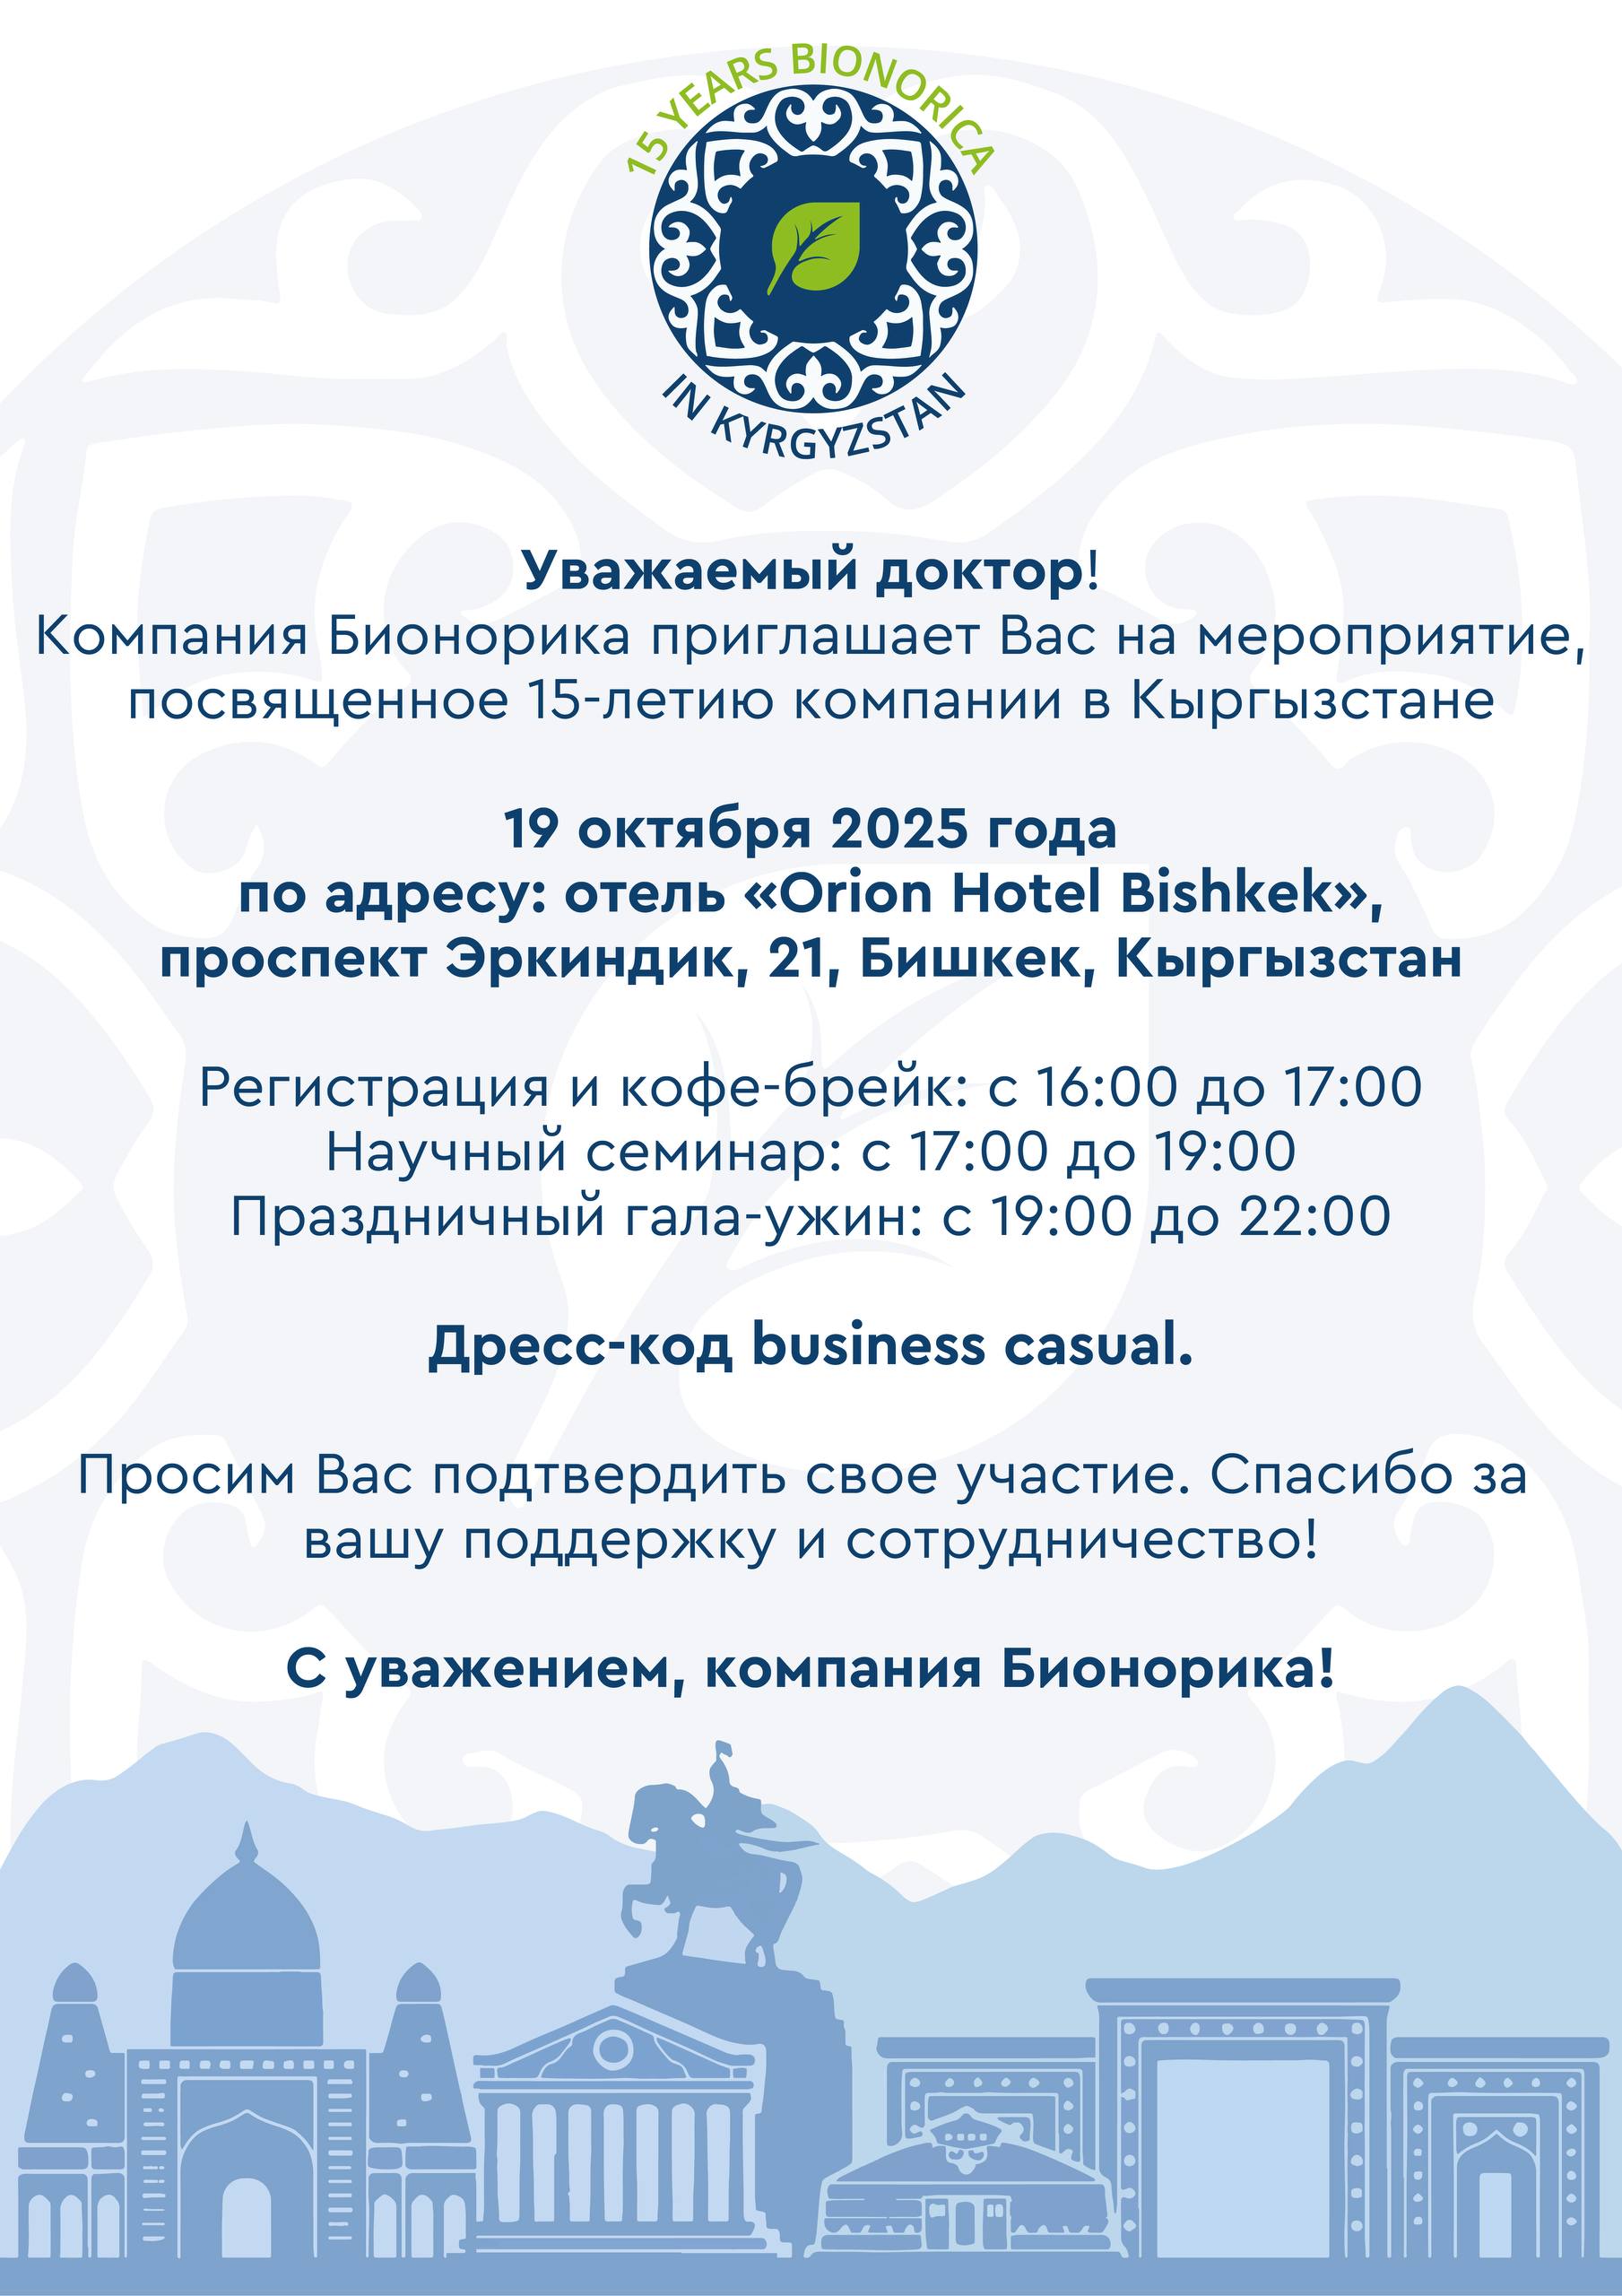 15 YEARS BIONORICA
IN KYRGYZSTAN
Уважаемый доктор!
Компания Бионорика приглашает Вас на мероприятие,
посвященное 15-летию компании в Кыргызстане
19 октября 2025 года
по адресу: отель «Orion Hotel Bishkek»,
проспект Эркиндик, 21, Бишкек, Кыргызстан
Регистрация и кофе-брейк: с 16:00 до 17:00
Научный семинар: с 17:00 до 19:00
Праздничный гала-ужин: с 19:00 до 22:00
Дресс-код business casual.
Просим Вас подтвердить свое участие. Спасибо за
вашу поддержку и сотрудничество!
С уважением, компания Бионорика!